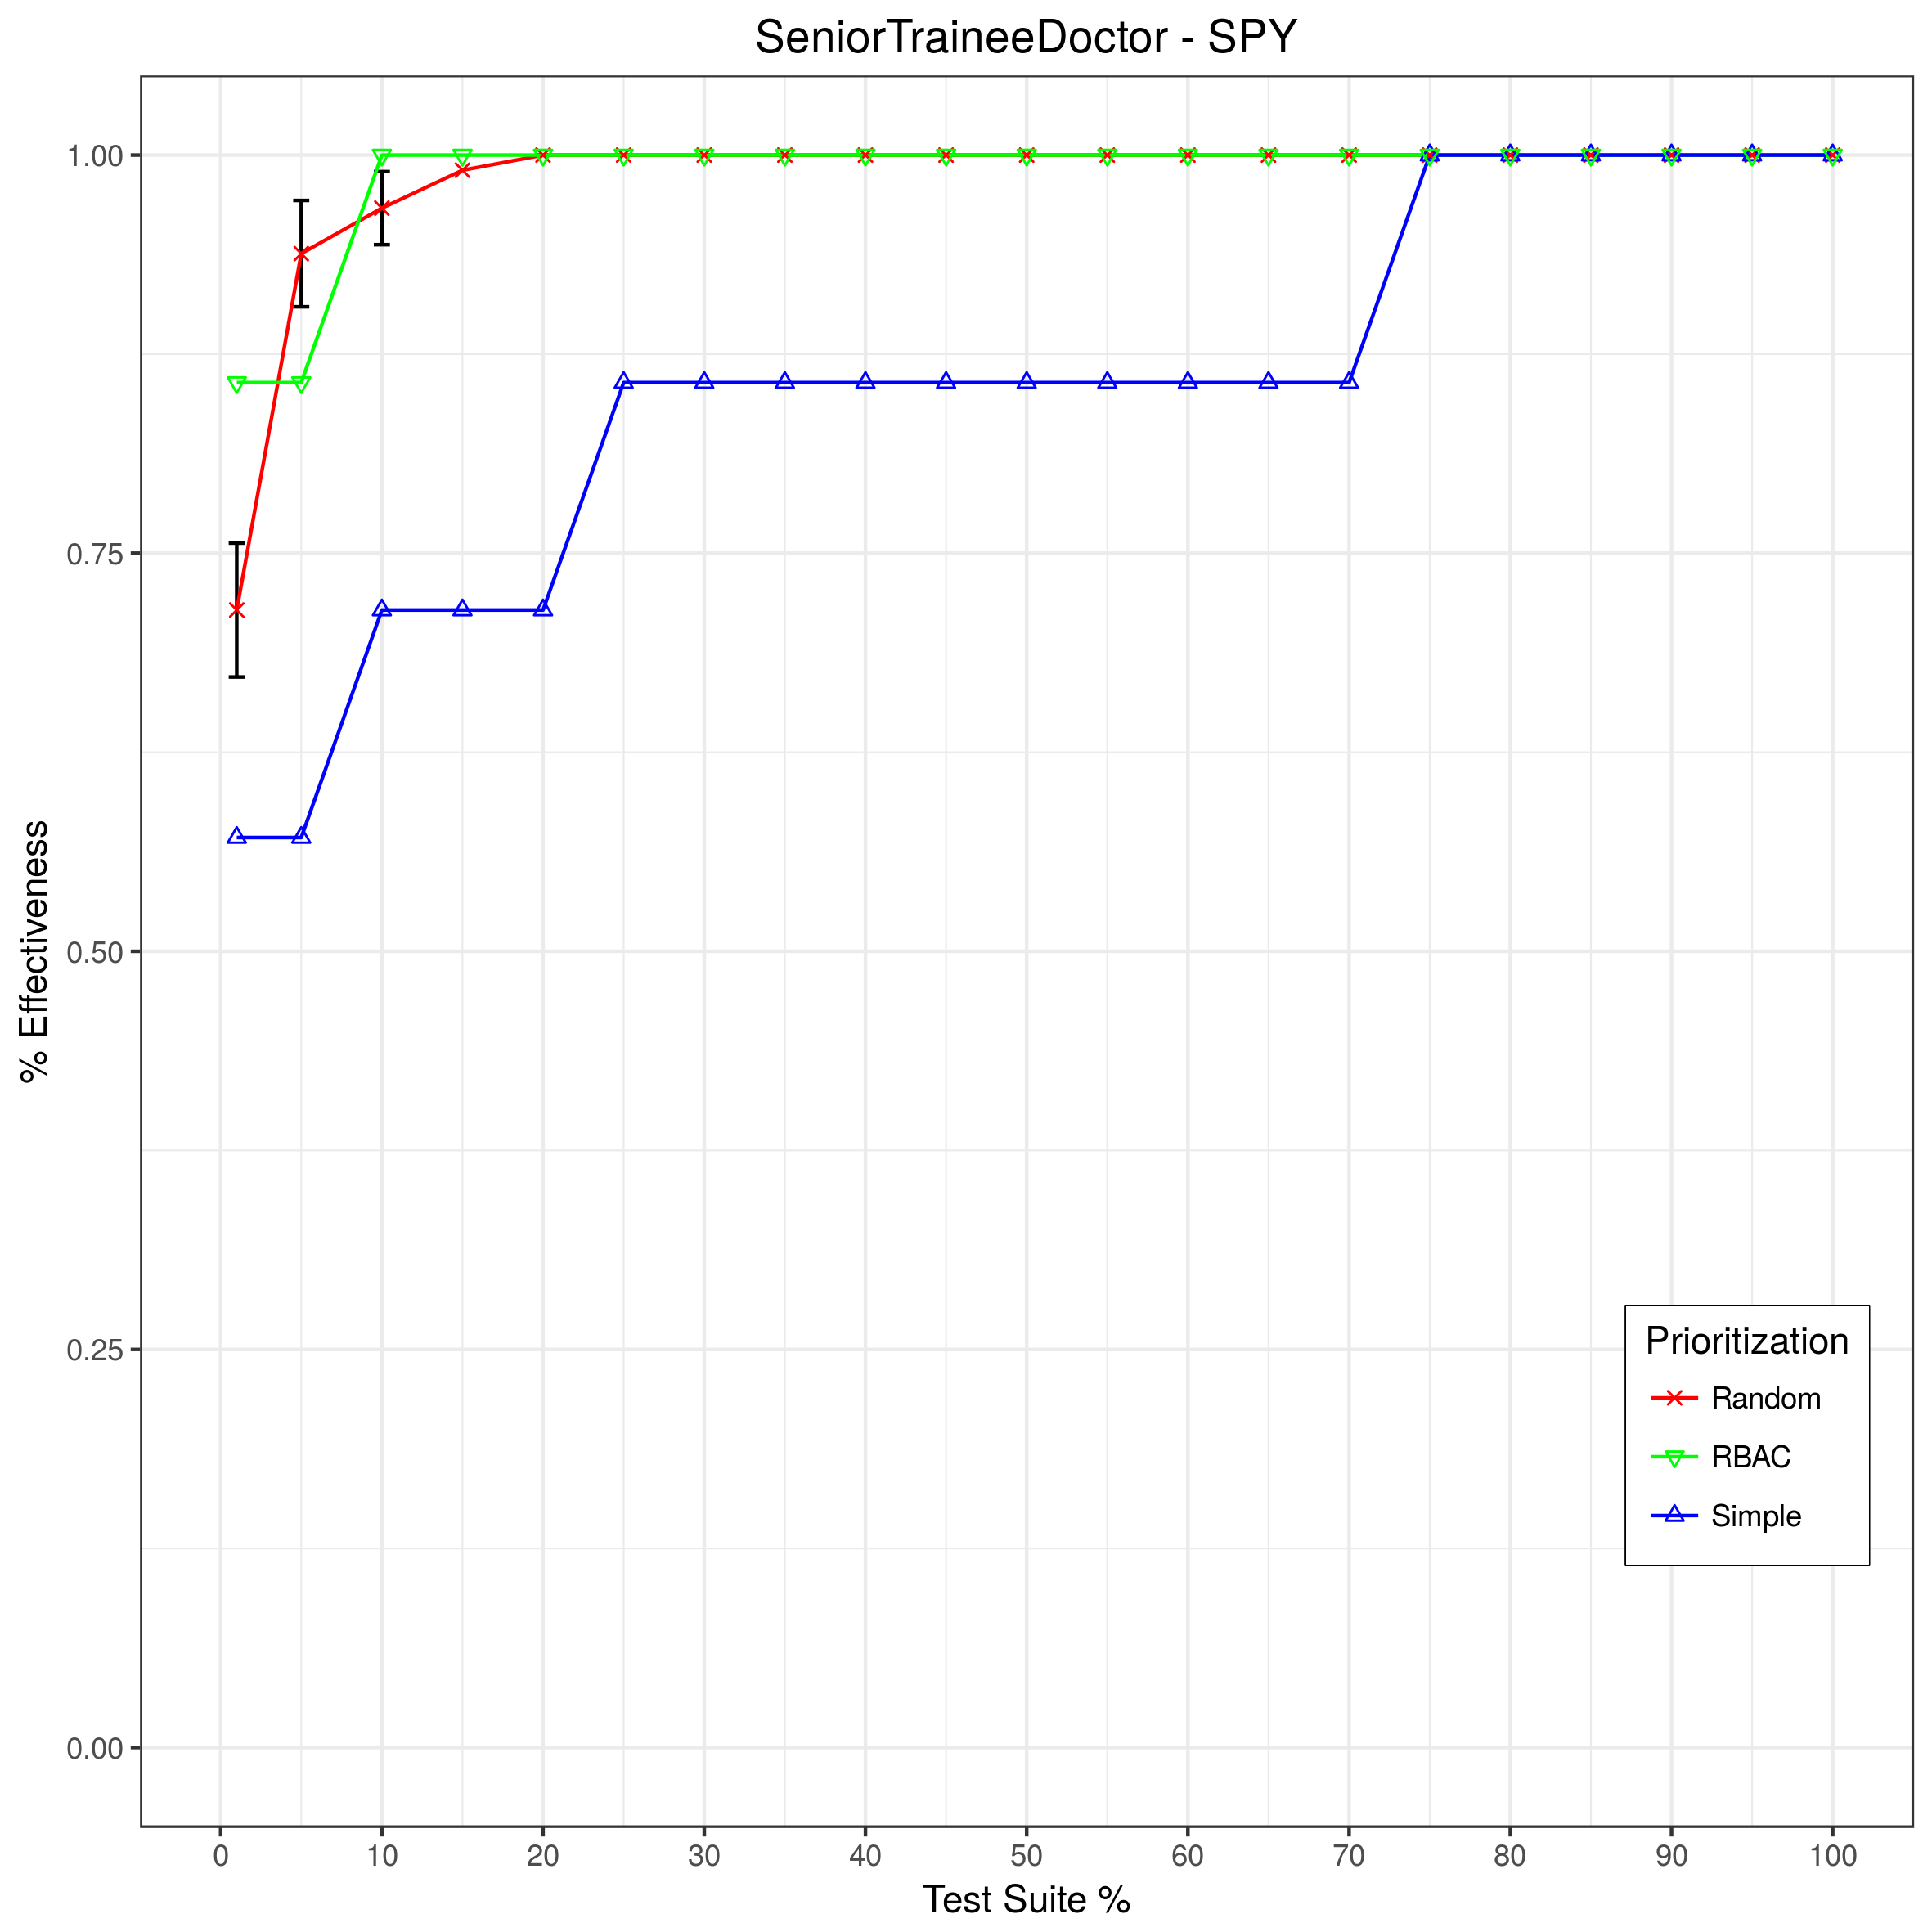 SeniorTraineeDoctor - SPY
% Effectiveness
1.00
0.75
0.50
0.25
0.00
Prioritization
Random
RBAC
Simple
0 10 20 30 40 50 60 70 80 90 100
Test Suite %